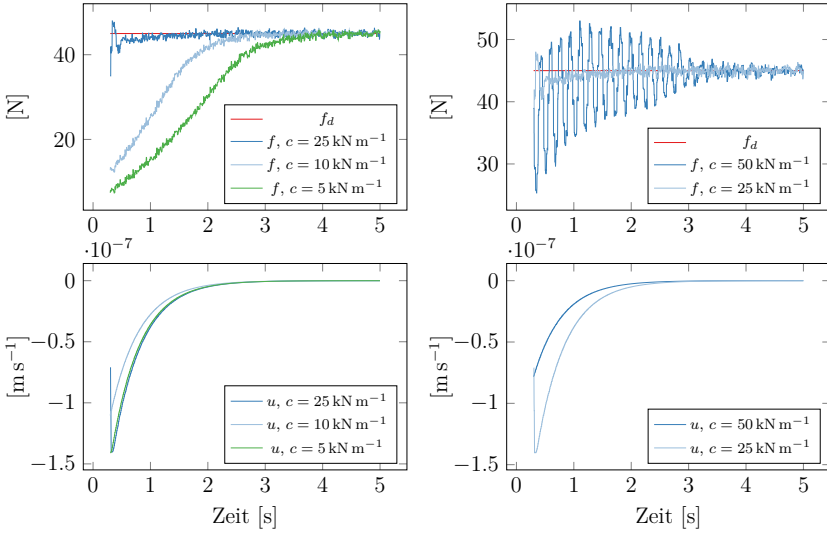 [N]
40
20
0
1
2
3
4
5
f_d
f, c = 25 kN m⁻¹
f, c = 10 kN m⁻¹
f, c = 5 kN m⁻¹
[N]
50
40
30
0
1
2
3
4
5
f_d
f, c = 50 kN m⁻¹
f, c = 25 kN m⁻¹
·10⁻⁷
[m s⁻¹]
0
−0.5
−1
−1.5
0
1
2
3
4
5
Zeit [s]
u, c = 25 kN m⁻¹
u, c = 10 kN m⁻¹
u, c = 5 kN m⁻¹
·10⁻⁷
[m s⁻¹]
0
−0.5
−1
−1.5
0
1
2
3
4
5
Zeit [s]
u, c = 50 kN m⁻¹
u, c = 25 kN m⁻¹